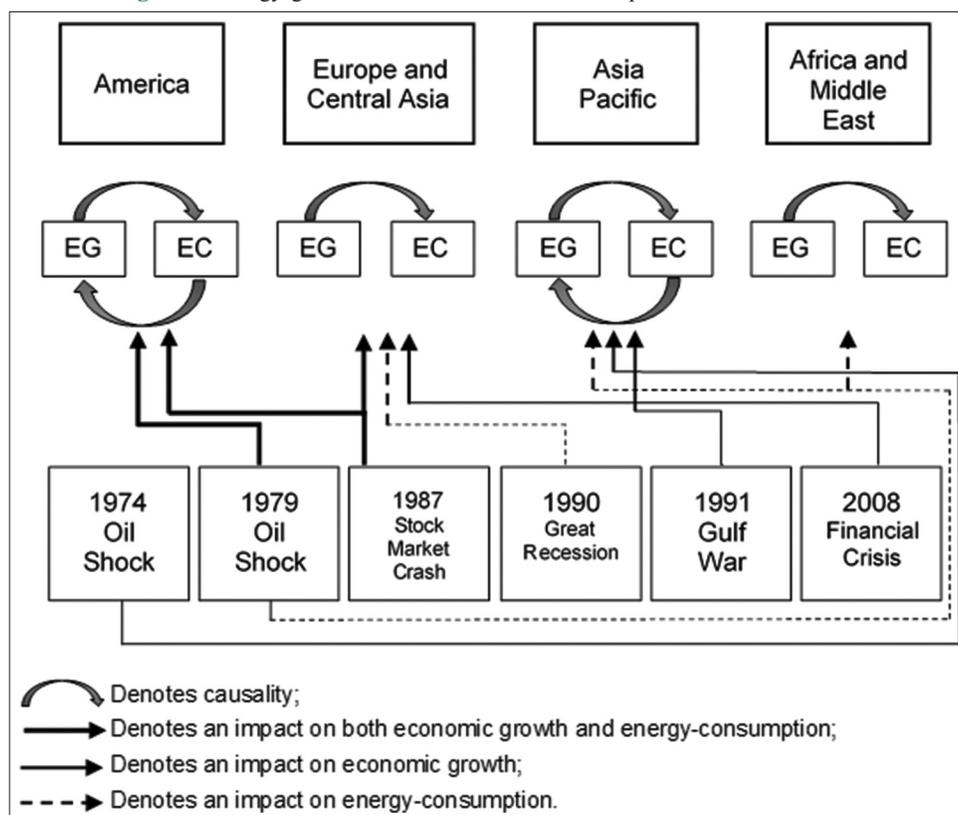 America
Europe and
Central Asia
Asia
Pacific
Africa and
Middle
East
EG
EC
EG
EC
EG
EC
EG
EC
1974
Oil
Shock
1979
Oil
Shock
1987
Stock
Market
Crash
1990
Great
Recession
1991
Gulf
War
2008
Financial
Crisis
Denotes causality;
Denotes an impact on both economic growth and energy-consumption;
Denotes an impact on economic growth;
Denotes an impact on energy-consumption.